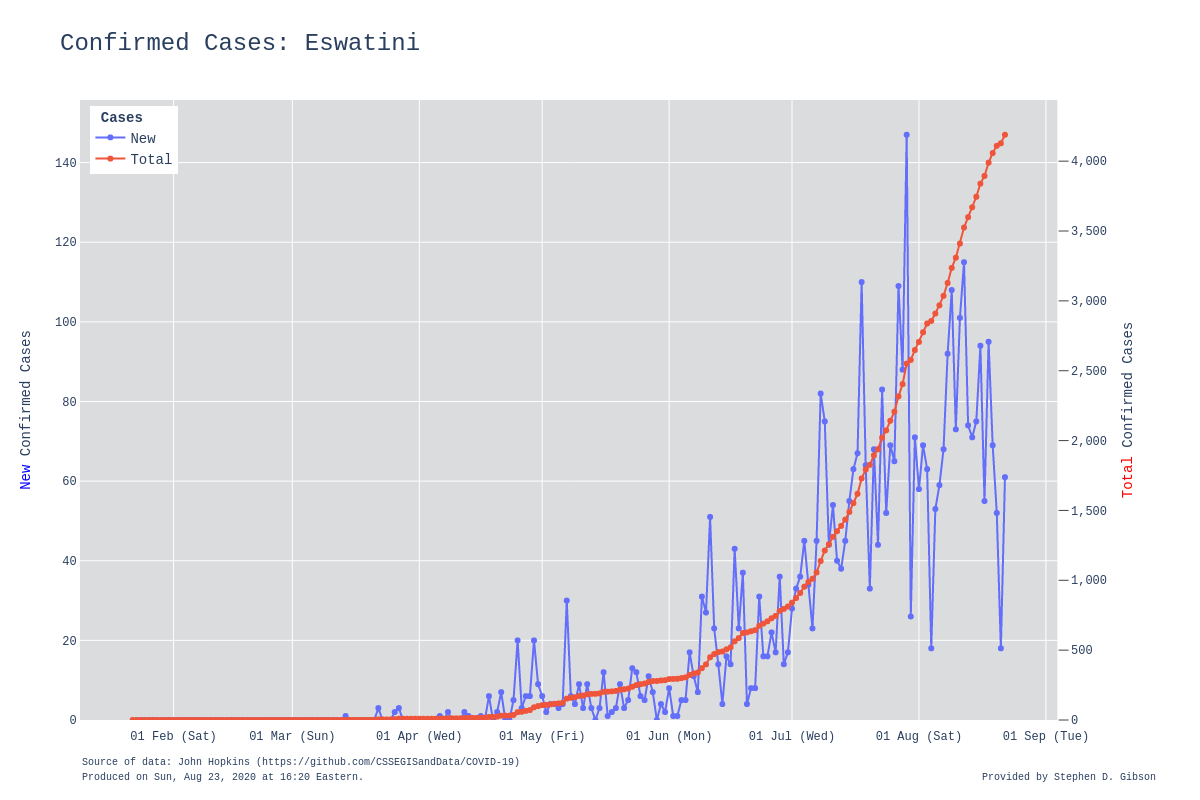 Confirmed Cases: Eswatini
Cases
New
Total
140
120
100
80
60
40
20
0
4,000
3,500
3,000
2,500
2,000
1,500
1,000
500
0
New Confirmed Cases
Total Confirmed Cases
01 Feb (Sat) 01 Mar (Sun) 01 Apr (Wed) 01 May (Fri) 01 Jun (Mon) 01 Jul (Wed) 01 Aug (Sat) 01 Sep (Tue)
Source of data: John Hopkins (https://github.com/CSSEGISandData/COVID-19)
Produced on Sun, Aug 23, 2020 at 16:20 Eastern.
Provided by Stephen D. Gibson